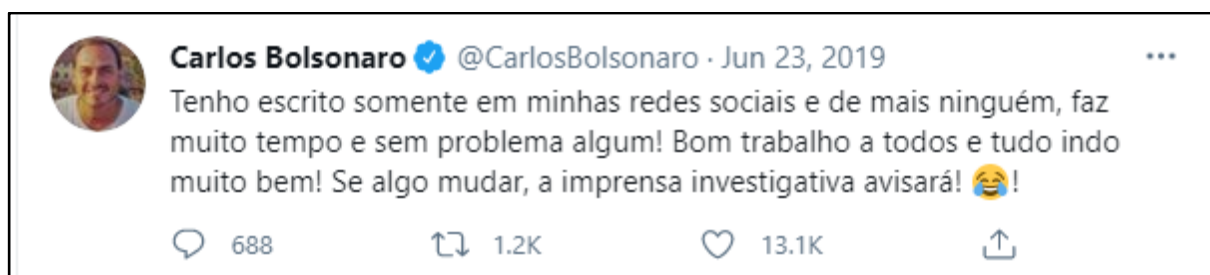 Carlos Bolsonaro @CarlosBolsonaro · Jun 23, 2019
Tenho escrito somente em minhas redes sociais e de mais ninguém, faz
muito tempo e sem problema algum! Bom trabalho a todos e tudo indo
muito bem! Se algo mudar, a imprensa investigativa avisará! 😂!
688 1.2K 13.1K